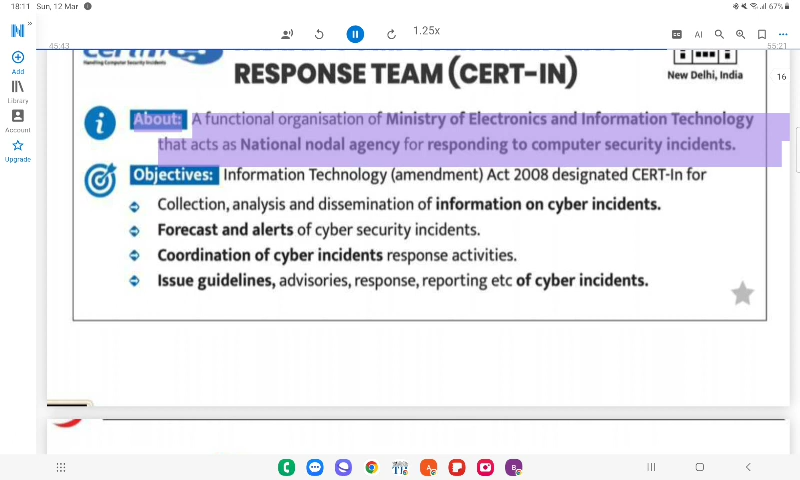 18:11 Sun, 12 Mar
67%
1.25x
CC AI
45:43
55:21
Add
Library
Account
Upgrade
Handling Computer Security Incidents
RESPONSE TEAM (CERT-IN)
New Delhi, India
16
About: A functional organisation of Ministry of Electronics and Information Technology
that acts as National nodal agency for responding to computer security incidents.
Objectives: Information Technology (amendment) Act 2008 designated CERT-In for
Collection, analysis and dissemination of information on cyber incidents.
Forecast and alerts of cyber security incidents.
Coordination of cyber incidents response activities.
Issue guidelines, advisories, response, reporting etc of cyber incidents.